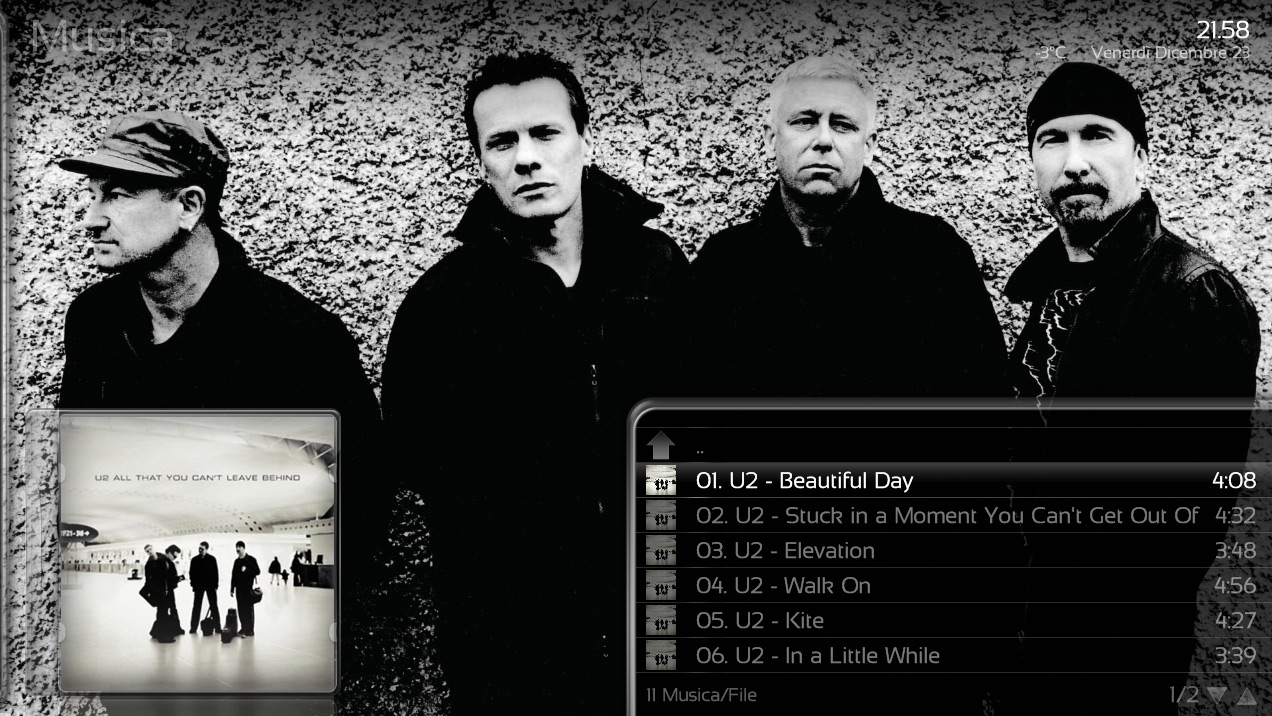 Musica
21.58
-3°C Venerdì Dicembre 23
U2 ALL THAT YOU CAN'T LEAVE BEHIND
F21-36
..
01. U2 - Beautiful Day 4:08
02. U2 - Stuck in a Moment You Can't Get Out Of 4:32
03. U2 - Elevation 3:48
04. U2 - Walk On 4:56
05. U2 - Kite 4:27
06. U2 - In a Little While 3:39
11 Musica/File 1/2